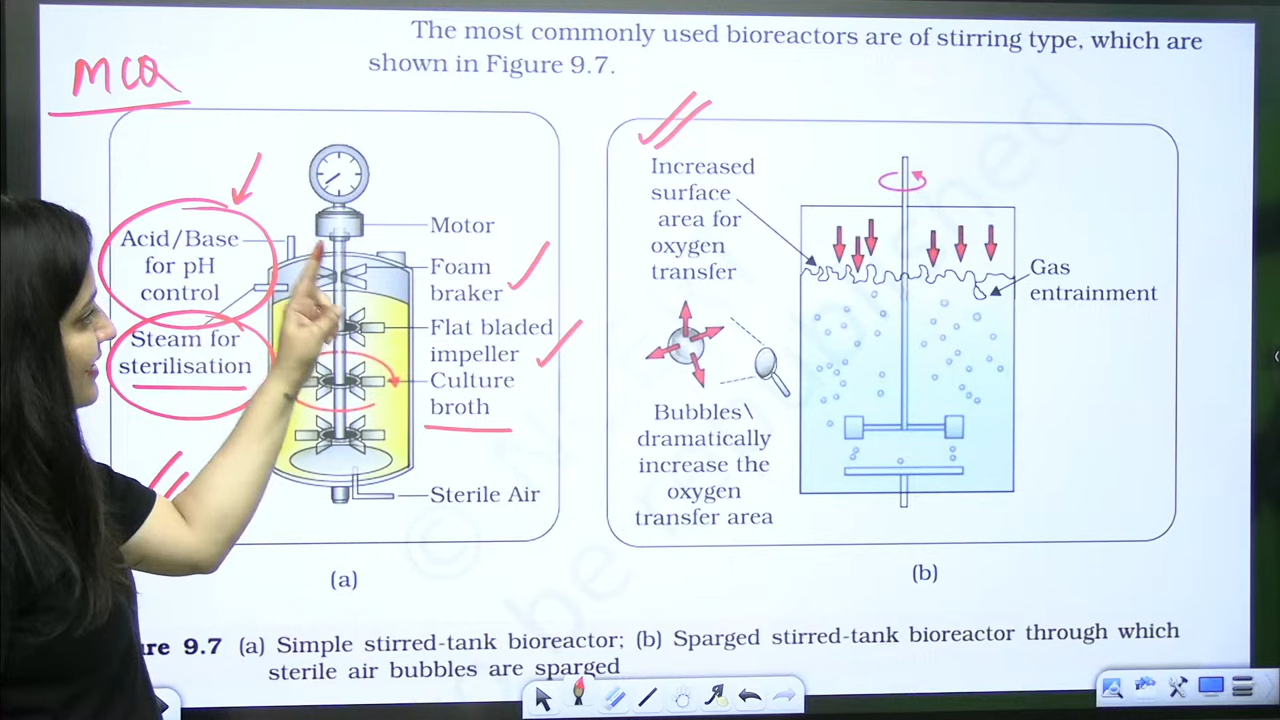 The most commonly used bioreactors are of stirring type, which are
shown in Figure 9.7.
MCQ
Motor
Acid/Base
for pH
control
Foam
braker
Steam for
sterilisation
Flat bladed
impeller
Culture
broth
Sterile Air
(a)
Increased
surface
area for
oxygen
transfer
Gas
entrainment
Bubbles\
dramatically
increase the
oxygen
transfer area
(b)
9.7 (a) Simple stirred-tank bioreactor; (b) Sparged stirred-tank bioreactor through which
sterile air bubbles are sparged